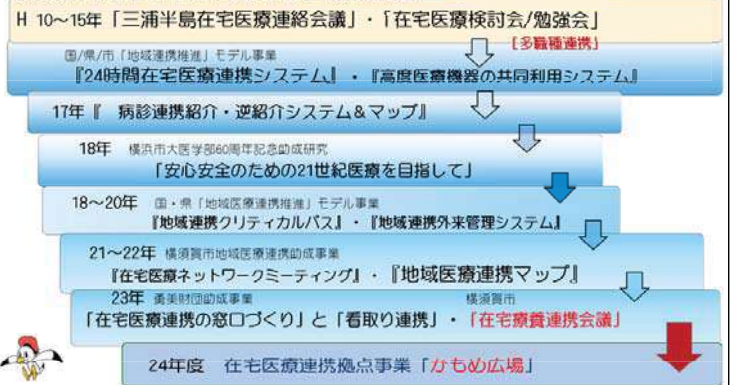 H 10～15年「三浦半島在宅医療連絡会議」・「在宅医療検討会/勉強会」
【多職種連携】
国/県/市「地域連携推進」モデル事業
『24時間在宅医療連携システム』・『高度医療機器の共同利用システム』
17年『 病診連携紹介・逆紹介システム＆マップ』
18年 横浜市大医学部60周年記念助成研究
「安心安全のための21世紀医療を目指して」
18～20年 国・県「地域医療連携推進」モデル事業
『地域連携クリティカルパス』・『地域連携外来管理システム』
21～22年 横須賀市地域医療連携助成事業
『在宅医療ネットワークミーティング』・『地域医療連携マップ』
23年 勇美財団助成事業 横須賀市
「在宅医療連携の窓口づくり」と「看取り連携」・「在宅療養連携会議」
24年度 在宅医療連携拠点事業「かもめ広場」